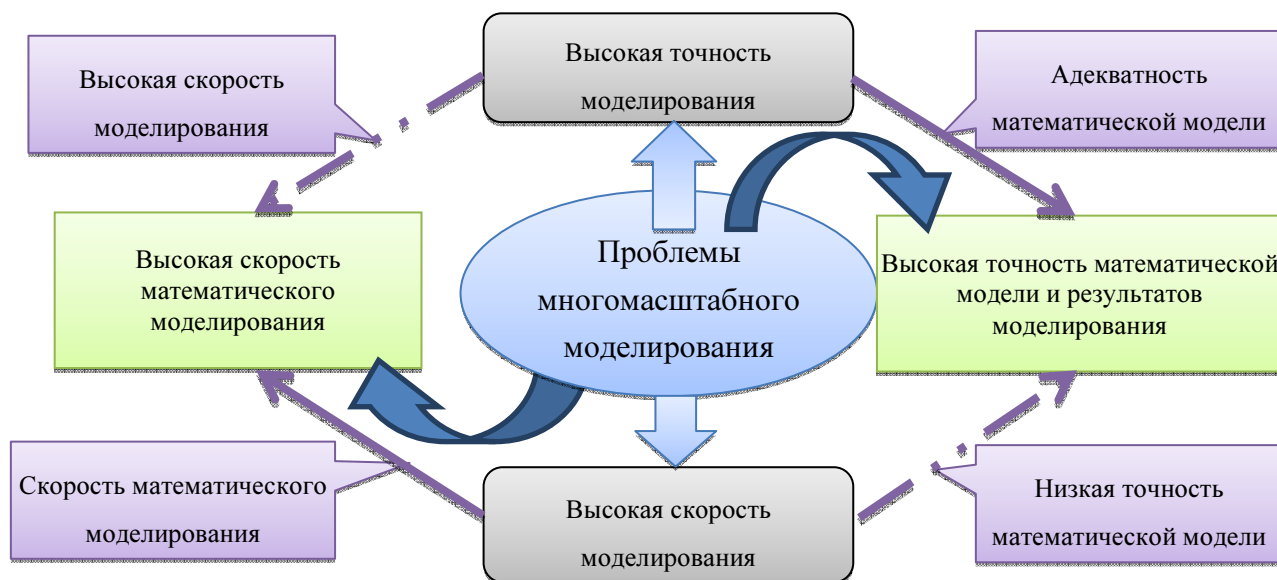 Высокая скорость
моделирования
Высокая точность
моделирования
Адекватность
математической модели
Высокая скорость
математического
моделирования
Проблемы
многомасштабного
моделирования
Высокая точность математической
модели и результатов
моделирования
Скорость математического
моделирования
Высокая скорость
моделирования
Низкая точность
математической модели